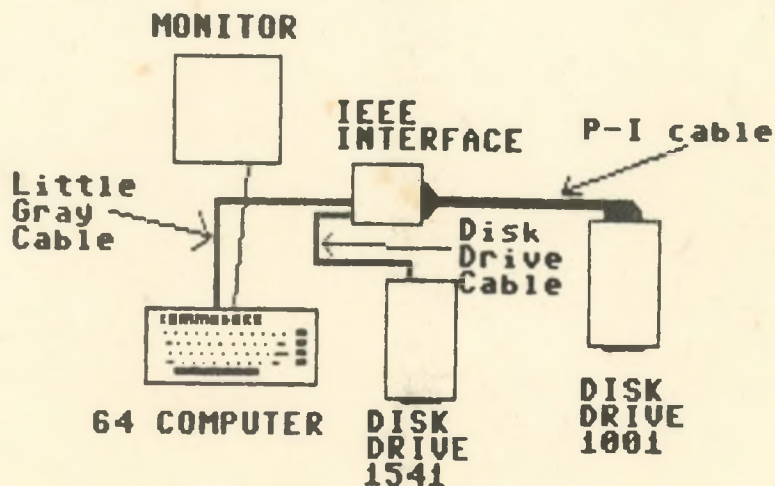 MONITOR
IEEE
INTERFACE
P-I cable
Little
Gray
Cable
Disk
Drive
Cable
commodore
64 COMPUTER
DISK
DRIVE
1541
DISK
DRIVE
1001